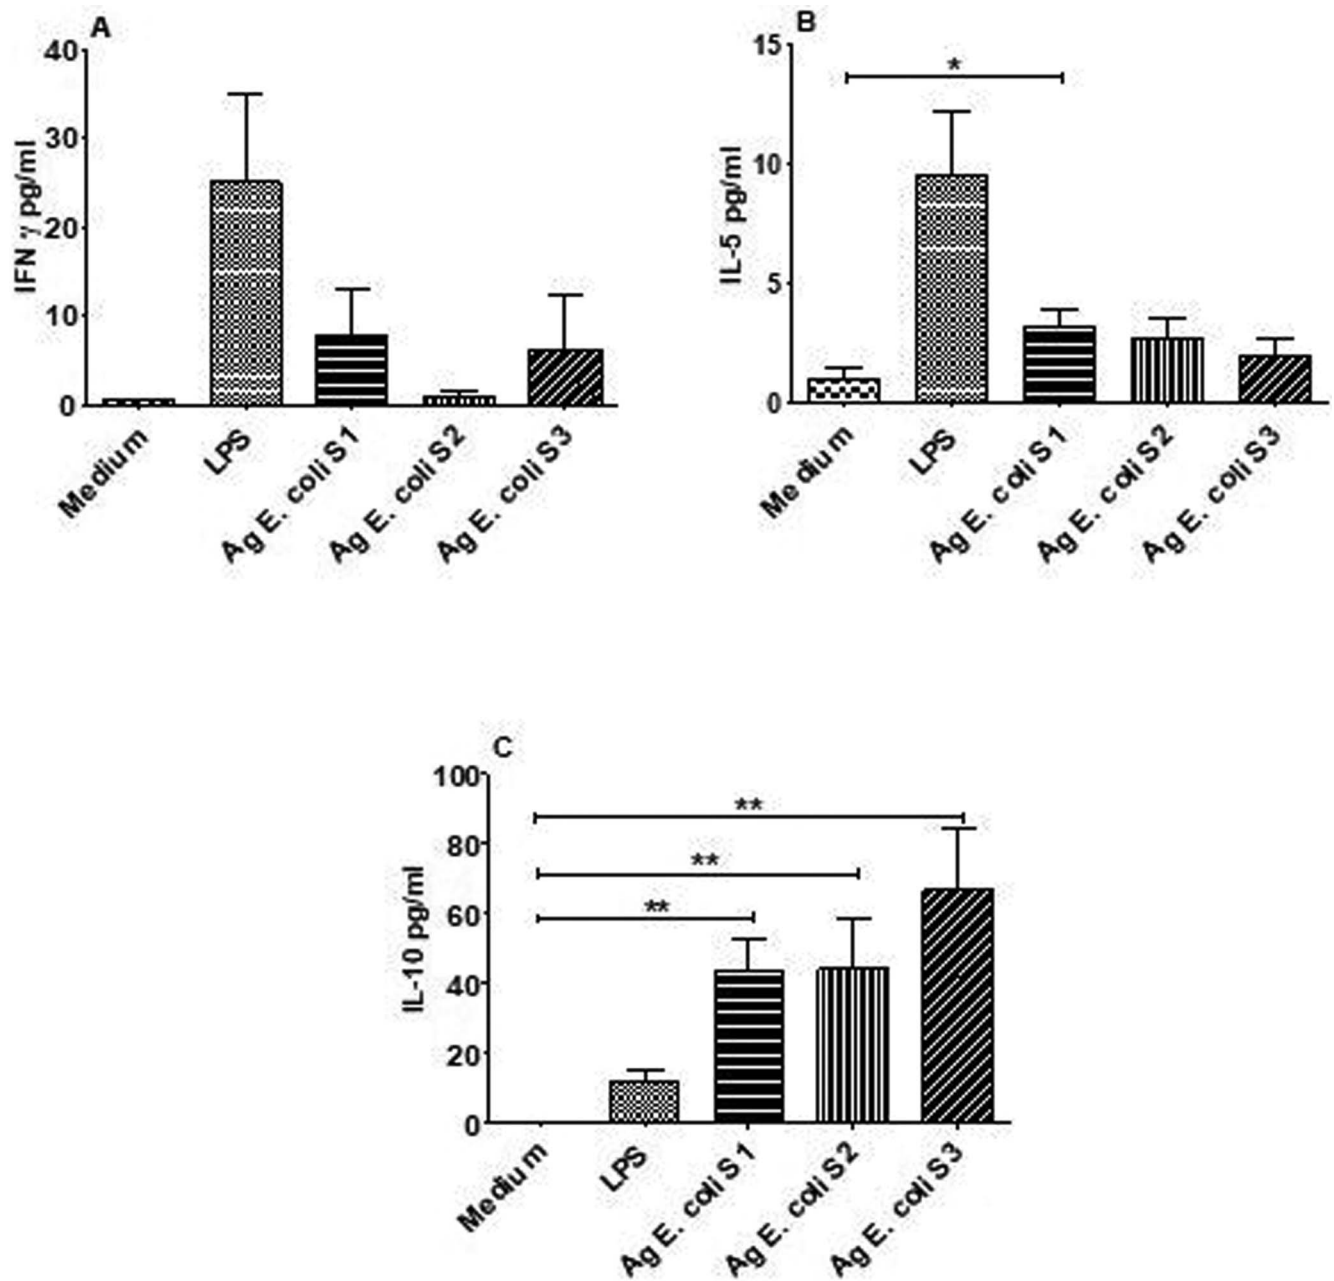 A
40
30
20
10
0
IFN γ pg/ml
Medium
LPS
Ag E. coli S1
Ag E. coli S2
Ag E. coli S3
B
15
10
5
0
IL-5 pg/ml
*
Medium
LPS
Ag E. coli S1
Ag E. coli S2
Ag E. coli S3
C
100
80
60
40
20
0
IL-10 pg/ml
**
**
**
Medium
LPS
Ag E. coli S1
Ag E. coli S2
Ag E. coli S3